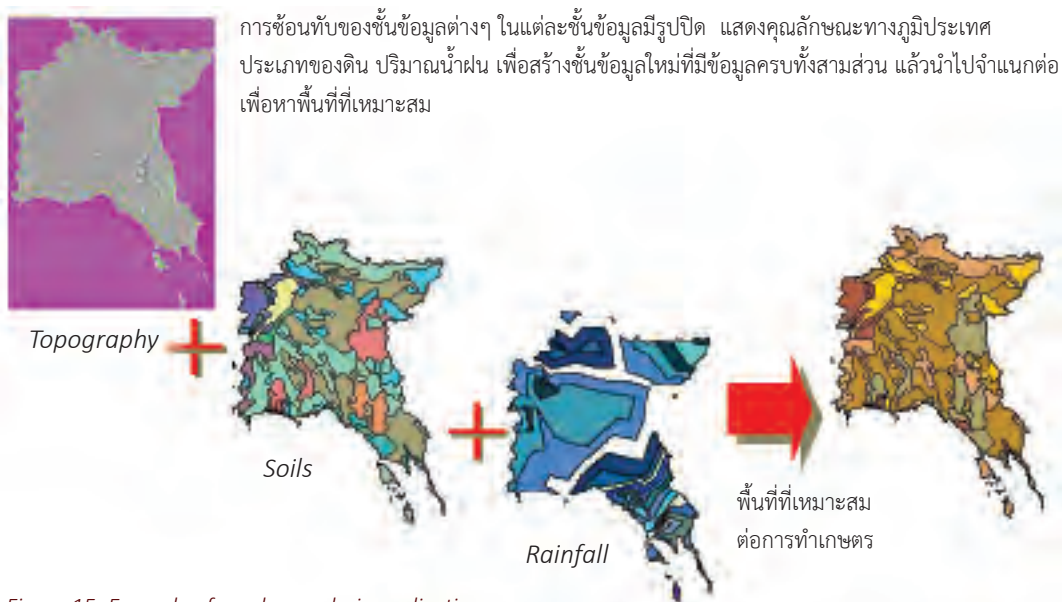 การซ้อนทับของชั้นข้อมูลต่างๆ ในแต่ละชั้นข้อมูลมีรูปปิด แสดงคุณลักษณะทางภูมิประเทศ
ประเภทของดิน ปริมาณน้ำฝน เพื่อสร้างชั้นข้อมูลใหม่ที่มีข้อมูลครบทั้งสามส่วน แล้วนำไปจำแนกต่อ
เพื่อหาพื้นที่ที่เหมาะสม
Topography
Soils
Rainfall
พื้นที่ที่เหมาะสม
ต่อการทำเกษตร